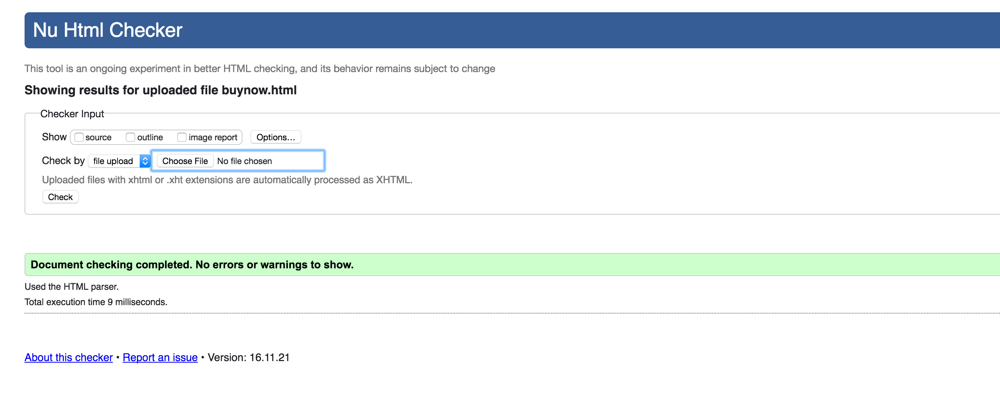 Nu Html Checker
This tool is an ongoing experiment in better HTML checking, and its behavior remains subject to change
Showing results for uploaded file buynow.html
Checker Input
Show source outline image report Options...
Check by file upload Choose File No file chosen
Uploaded files with xhtml or .xht extensions are automatically processed as XHTML.
Check
Document checking completed. No errors or warnings to show.
Used the HTML parser.
Total execution time 9 milliseconds.
About this checker • Report an issue • Version: 16.11.21